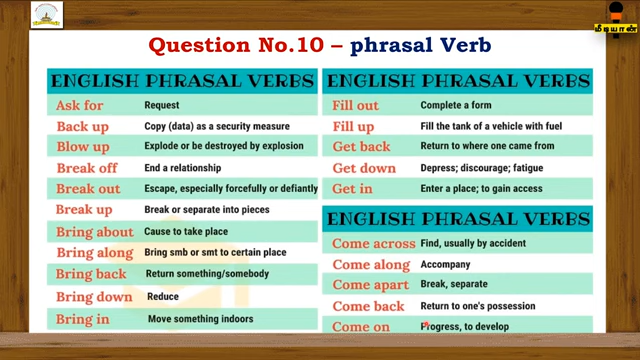 மீடியான்
Question No.10 – phrasal Verb
ENGLISH PHRASAL VERBS
Ask for Request
Back up Copy (data) as a security measure
Blow up Explode or be destroyed by explosion
Break off End a relationship
Break out Escape, especially forcefully or defiantly
Break up Break or separate into pieces
Bring about Cause to take place
Bring along Bring smb or smt to certain place
Bring back Return something/somebody
Bring down Reduce
Bring in Move something indoors
ENGLISH PHRASAL VERBS
Fill out Complete a form
Fill up Fill the tank of a vehicle with fuel
Get back Return to where one came from
Get down Depress; discourage; fatigue
Get in Enter a place; to gain access
ENGLISH PHRASAL VERBS
Come across Find, usually by accident
Come along Accompany
Come apart Break, separate
Come back Return to one's possession
Come on Progress, to develop